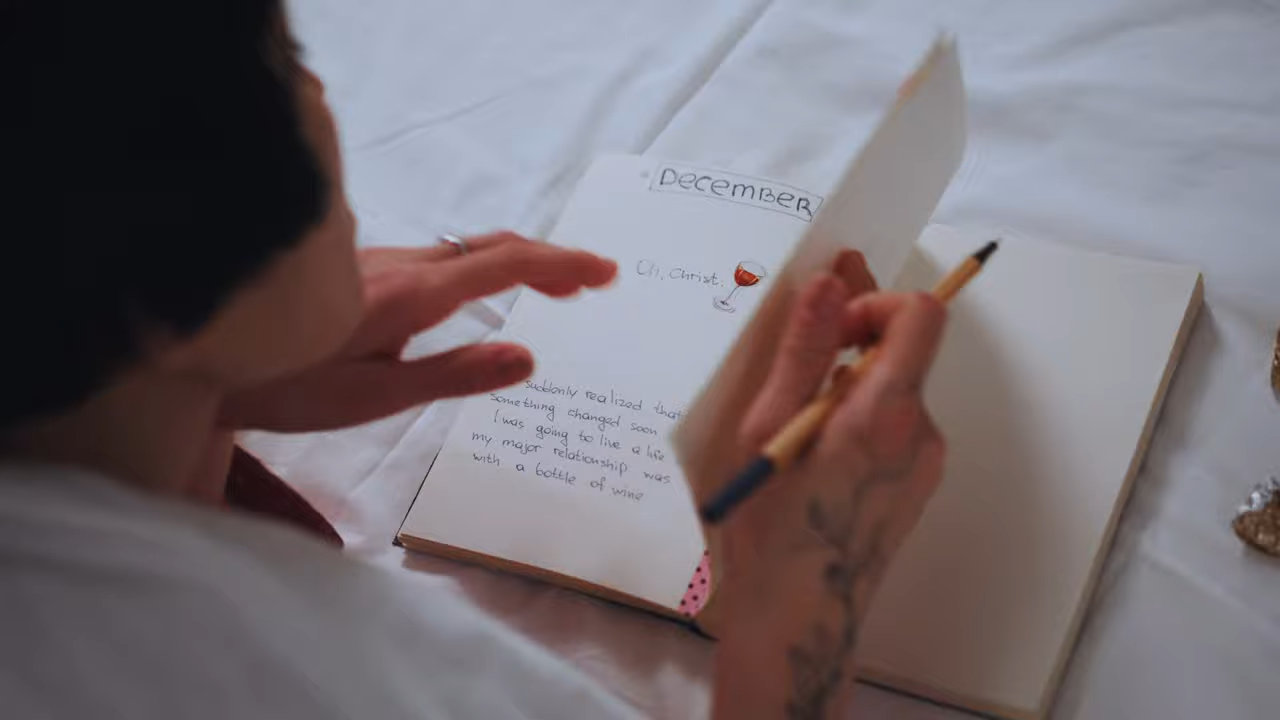 DECEMBER
Oh, Christ.
suddenly realized that
something changed soon
I was going to live a life
my major relationship was
with a bottle of wine